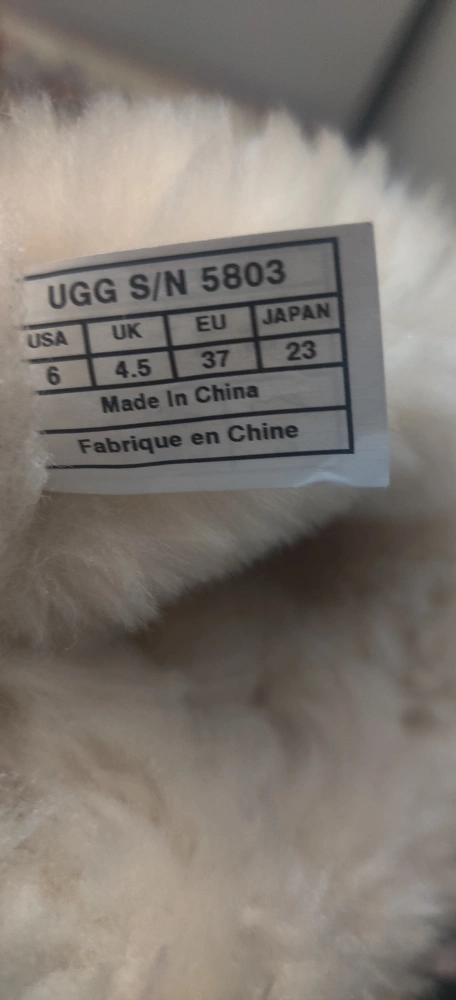 UGG S/N 5803
USA UK EU JAPAN
6 4.5 37 23
Made In China
Fabrique en Chine